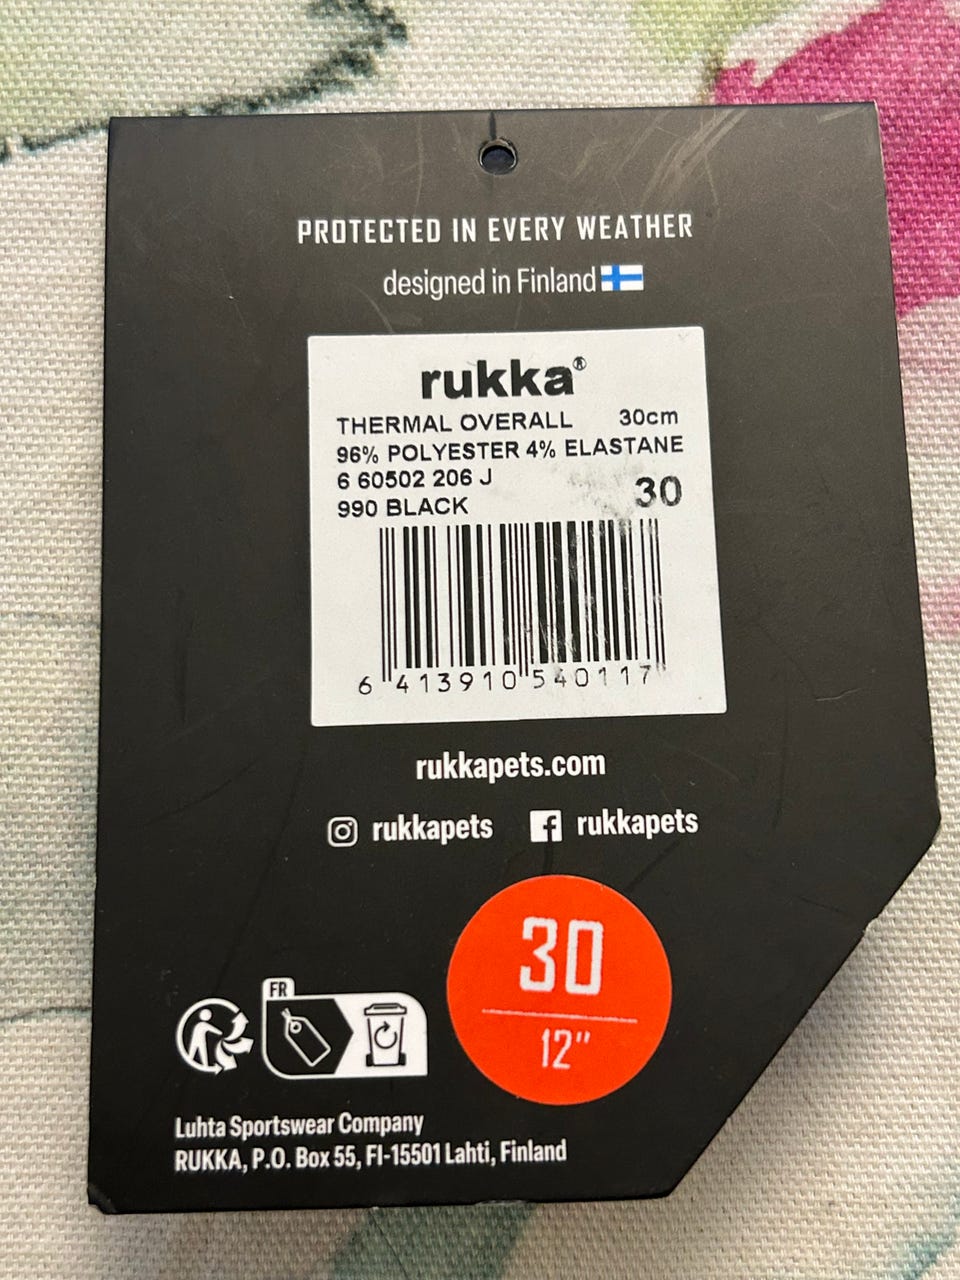 PROTECTED IN EVERY WEATHER
designed in Finland
rukka®
THERMAL OVERALL 30cm
96% POLYESTER 4% ELASTANE
6 60502 206 J
990 BLACK 30
6 413910 540117
rukkapets.com
rukkapets rukkapets
30
12"
FR
Luhta Sportswear Company
RUKKA, P.O. Box 55, FI-15501 Lahti, Finland